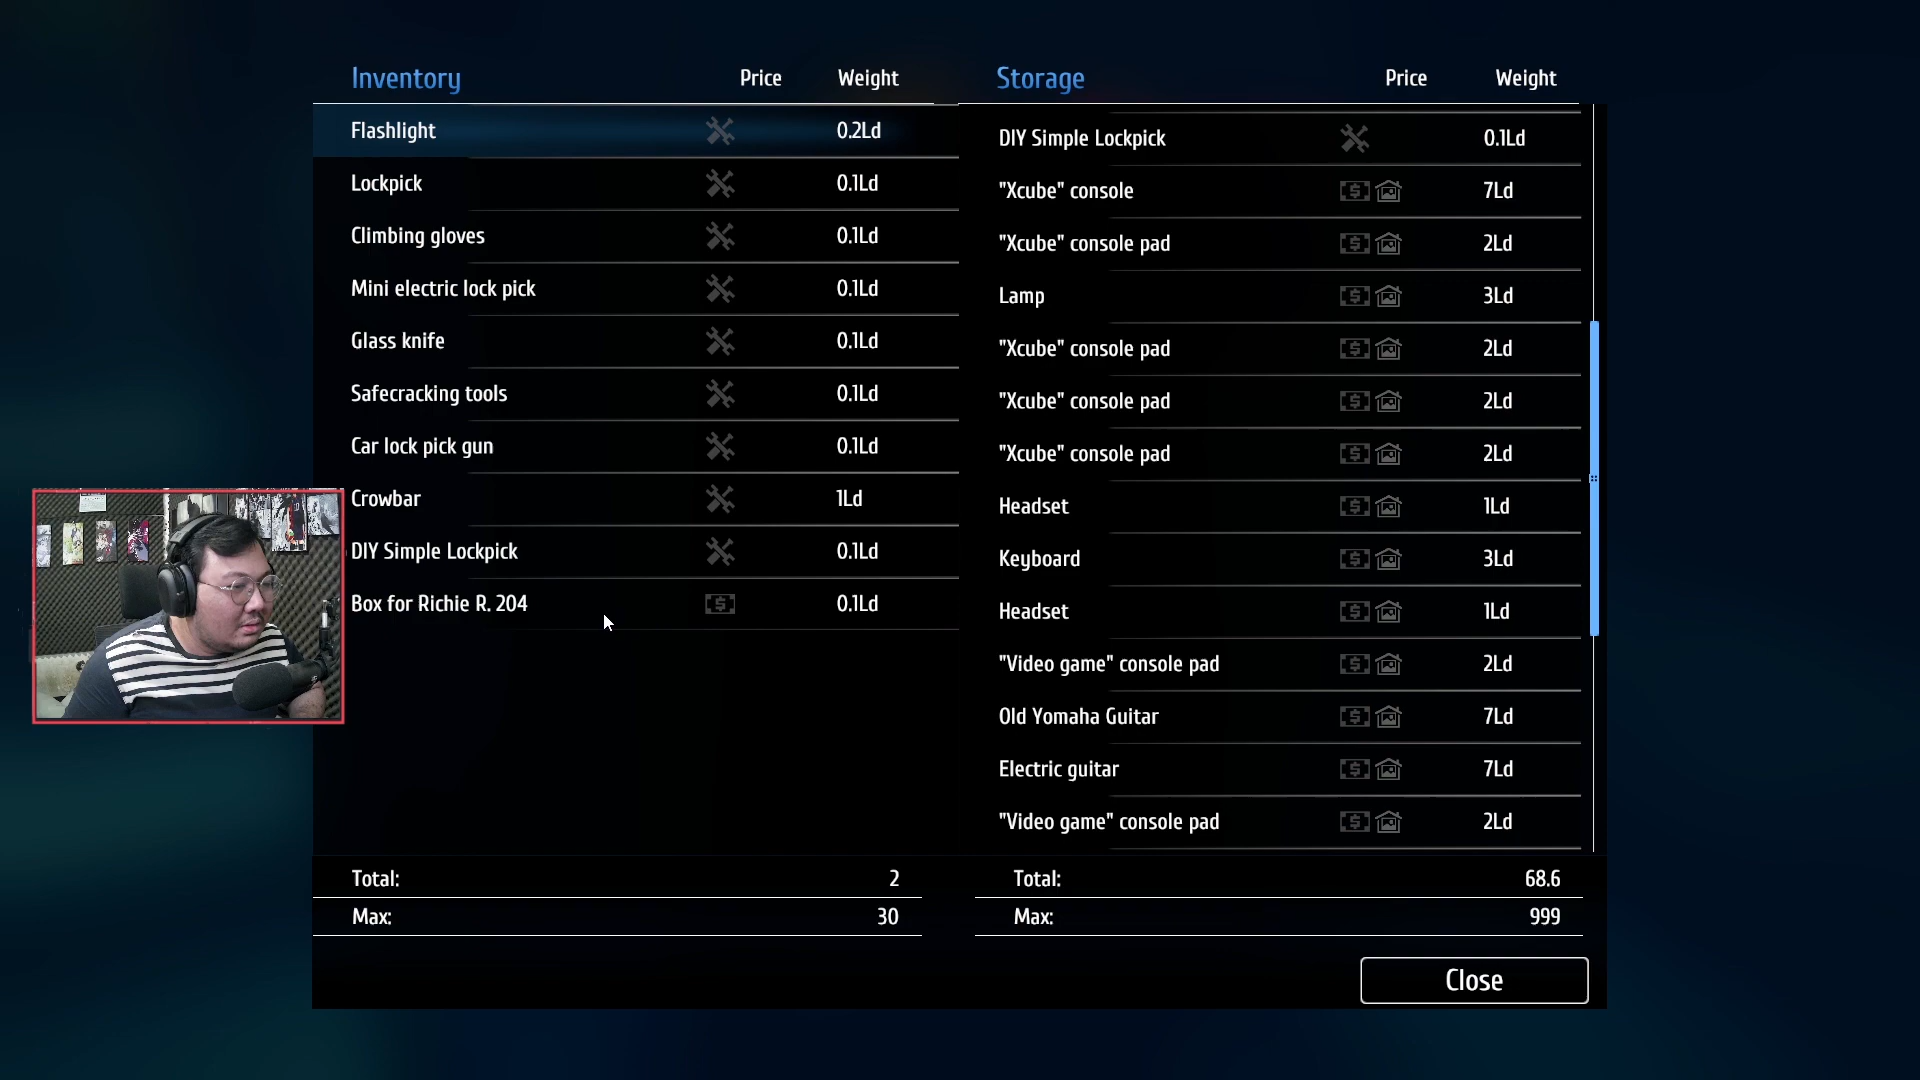 Inventory Price Weight
Flashlight 0.2Ld
Lockpick 0.1Ld
Climbing gloves 0.1Ld
Mini electric lock pick 0.1Ld
Glass knife 0.1Ld
Safecracking tools 0.1Ld
Car lock pick gun 0.1Ld
Crowbar 1Ld
DIY Simple Lockpick 0.1Ld
Box for Richie R. 204 0.1Ld
Total: 2
Max: 30
Storage Price Weight
DIY Simple Lockpick 0.1Ld
"Xcube" console 7Ld
"Xcube" console pad 2Ld
Lamp 3Ld
"Xcube" console pad 2Ld
"Xcube" console pad 2Ld
"Xcube" console pad 2Ld
Headset 1Ld
Keyboard 3Ld
Headset 1Ld
"Video game" console pad 2Ld
Old Yomaha Guitar 7Ld
Electric guitar 7Ld
"Video game" console pad 2Ld
Total: 68.6
Max: 999
Close